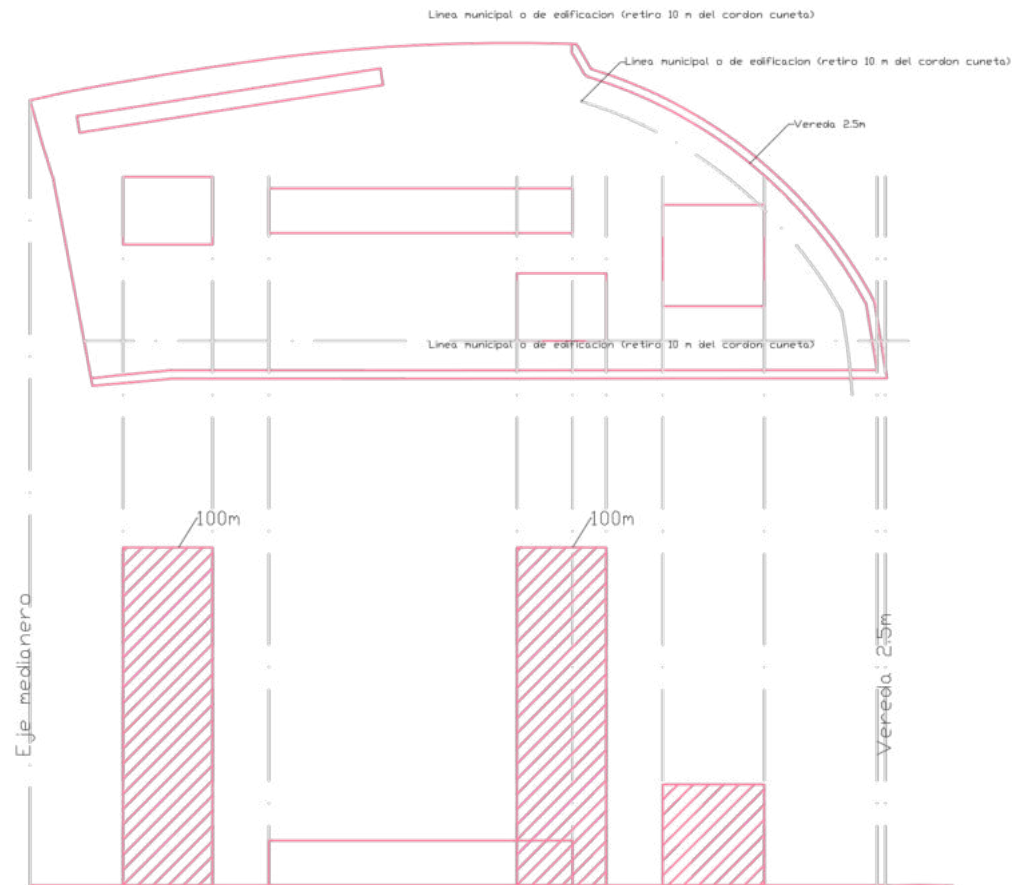 Linea municipal o de edificacion (retiro 10 m del cordon cuneta)
Linea municipal o de edificacion (retiro 10 m del cordon cuneta)
Vereda 2.5m
Linea municipal o de edificacion (retiro 10 m del cordon cuneta)
100m
100m
Eje medianero
Vereda 2.5m